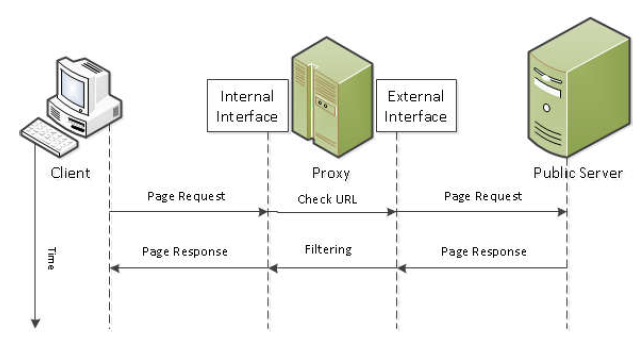 Internal
Interface
External
Interface
Client
Proxy
Public Server
Page Request
Check URL
Page Request
Page Response
Filtering
Page Response
Time